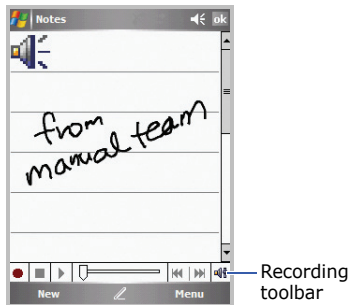 Notes ok
from
manual team
New Menu
Recording
toolbar